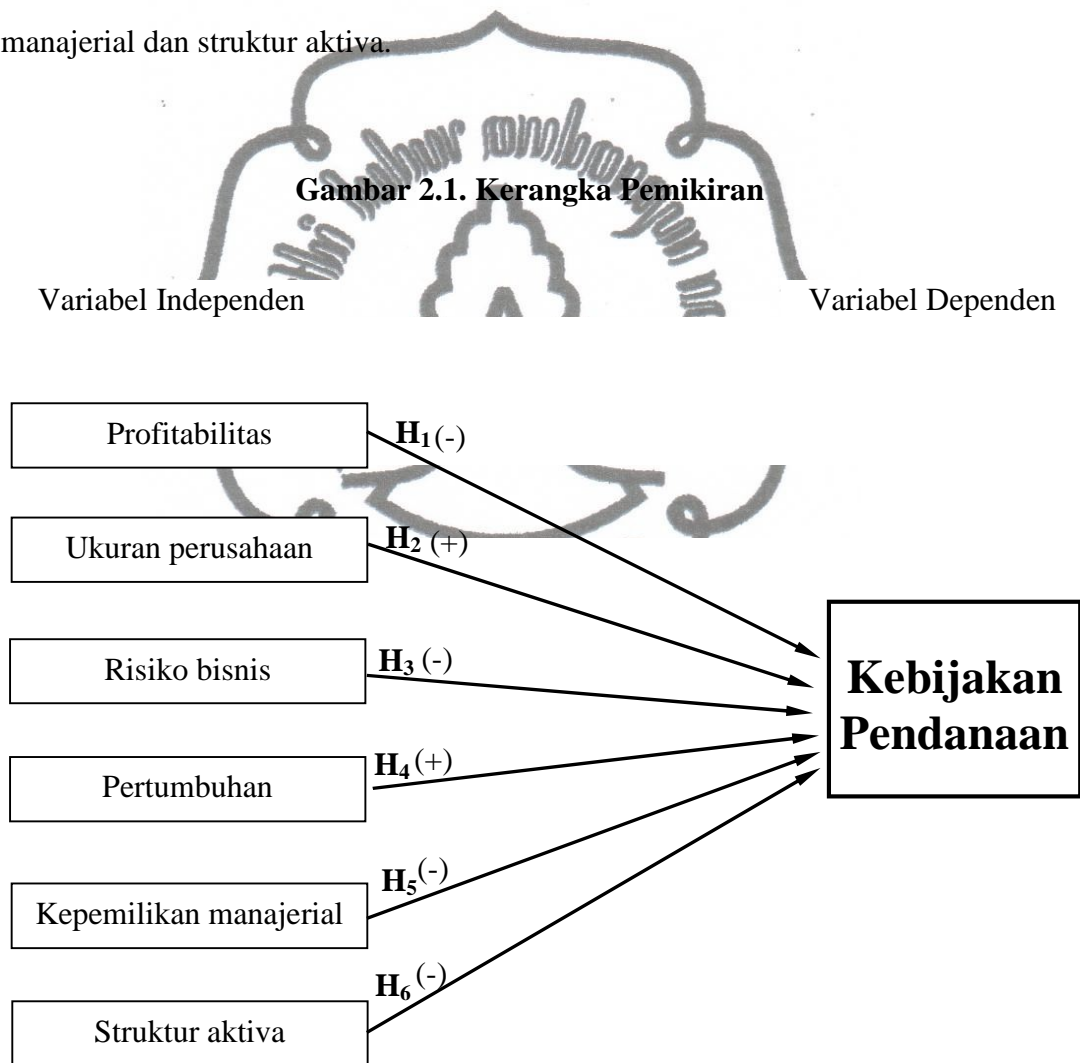 manajerial dan struktur aktiva.
Gambar 2.1. Kerangka Pemikiran
Variabel Independen
Variabel Dependen
Profitabilitas
H1(-)
Ukuran perusahaan
H2 (+)
Risiko bisnis
H3 (-)
Kebijakan
Pendanaan
Pertumbuhan
H4 (+)
Kepemilikan manajerial
H5(-)
Struktur aktiva
H6(-)